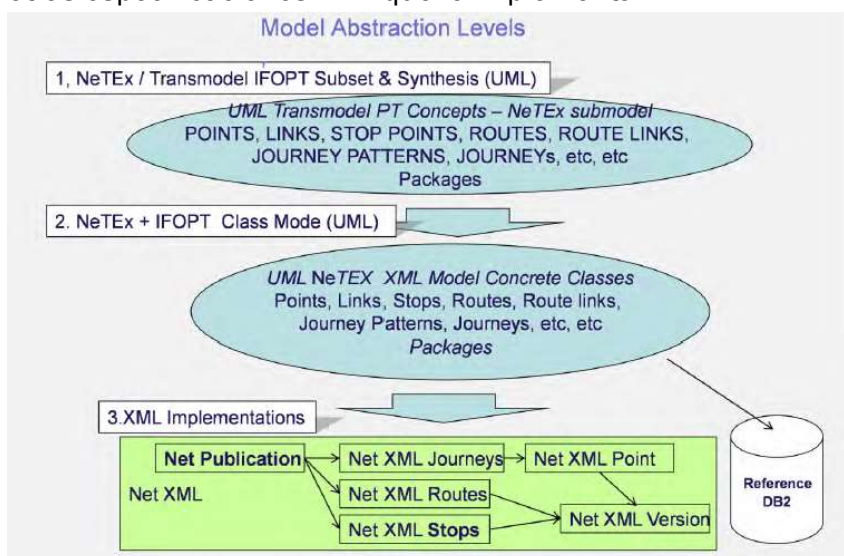 Model Abstraction Levels
1, NeTEx / Transmodel IFOPT Subset & Synthesis (UML)
UML Transmodel PT Concepts – NeTEx submodel
POINTS, LINKS, STOP POINTS, ROUTES, ROUTE LINKS,
JOURNEY PATTERNS, JOURNEYs, etc, etc
Packages
2. NeTEx + IFOPT Class Mode (UML)
UML NeTEX XML Model Concrete Classes
Points, Links, Stops, Routes, Route links,
Journey Patterns, Journeys, etc, etc
Packages
3.XML Implementations
Net Publication
Net XML Journeys
Net XML Point
Net XML
Net XML Routes
Net XML Stops
Net XML Version
Reference
DB2